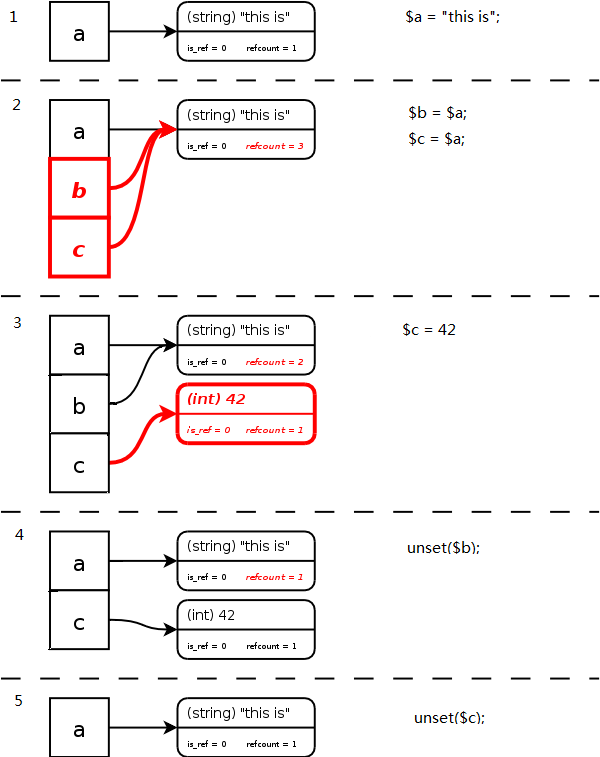 1
$a = "this is";
a
(string) "this is"
is_ref = 0 refcount = 1
2
$b = $a;
$c = $a;
a
(string) "this is"
is_ref = 0 refcount = 3
b
c
3
$c = 42
a
(string) "this is"
is_ref = 0 refcount = 2
b
(int) 42
is_ref = 0 refcount = 1
c
4
unset($b);
a
(string) "this is"
is_ref = 0 refcount = 1
c
(int) 42
is_ref = 0 refcount = 1
5
unset($c);
a
(string) "this is"
is_ref = 0 refcount = 1